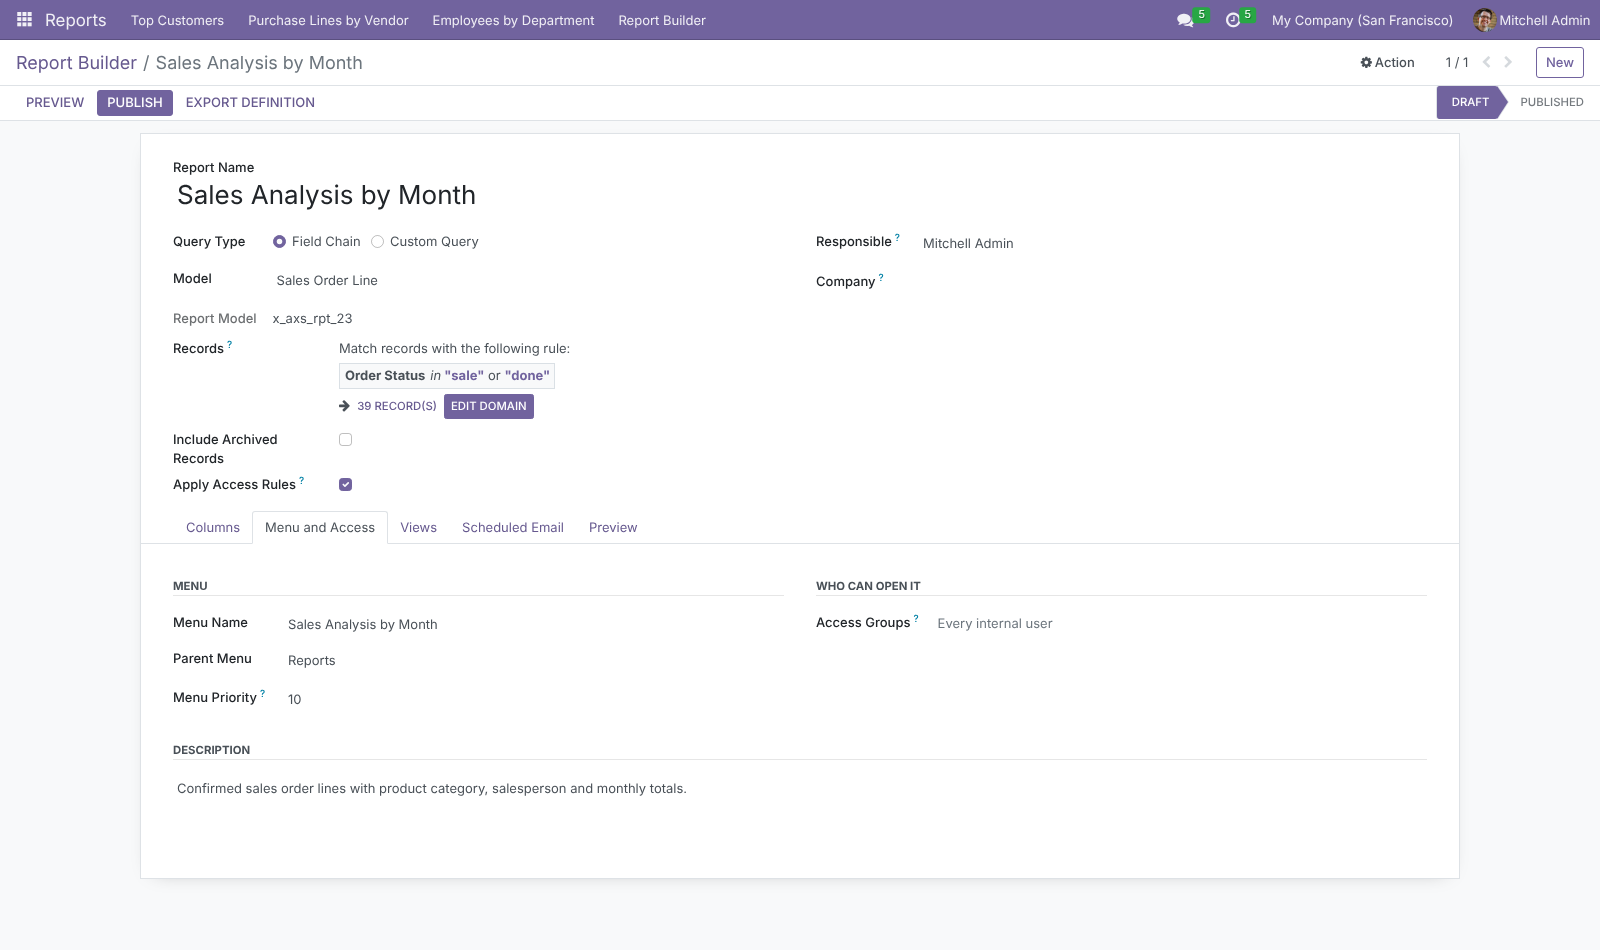 Reports Top Customers Purchase Lines by Vendor Employees by Department Report Builder 5 5 My Company (San Francisco) Mitchell Admin
Report Builder / Sales Analysis by Month Action 1 / 1 New
PREVIEW PUBLISH EXPORT DEFINITION DRAFT PUBLISHED
Report Name
Sales Analysis by Month
Query Type Field Chain Custom Query Responsible ? Mitchell Admin
Model Sales Order Line Company ?
Report Model x_axs_rpt_23
Records ? Match records with the following rule:
Order Status in "sale" or "done"
39 RECORD(S) EDIT DOMAIN
Include Archived
Records
Apply Access Rules ?
Columns Menu and Access Views Scheduled Email Preview
MENU WHO CAN OPEN IT
Menu Name Sales Analysis by Month Access Groups ? Every internal user
Parent Menu Reports
Menu Priority ? 10
DESCRIPTION
Confirmed sales order lines with product category, salesperson and monthly totals.